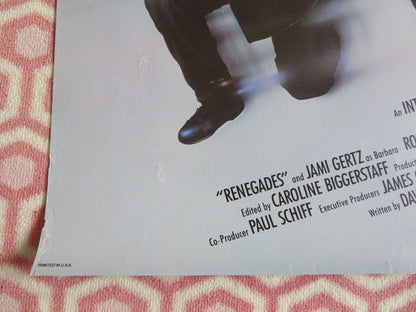 An INT
"RENEGADES" and JAMI GERTZ as Barbara RO
Edited by CAROLINE BIGGERSTAFF Produc
Co-Producer PAUL SCHIFF Executive Producers JAMES
Written by DA
PRINTED IN U.S.A.